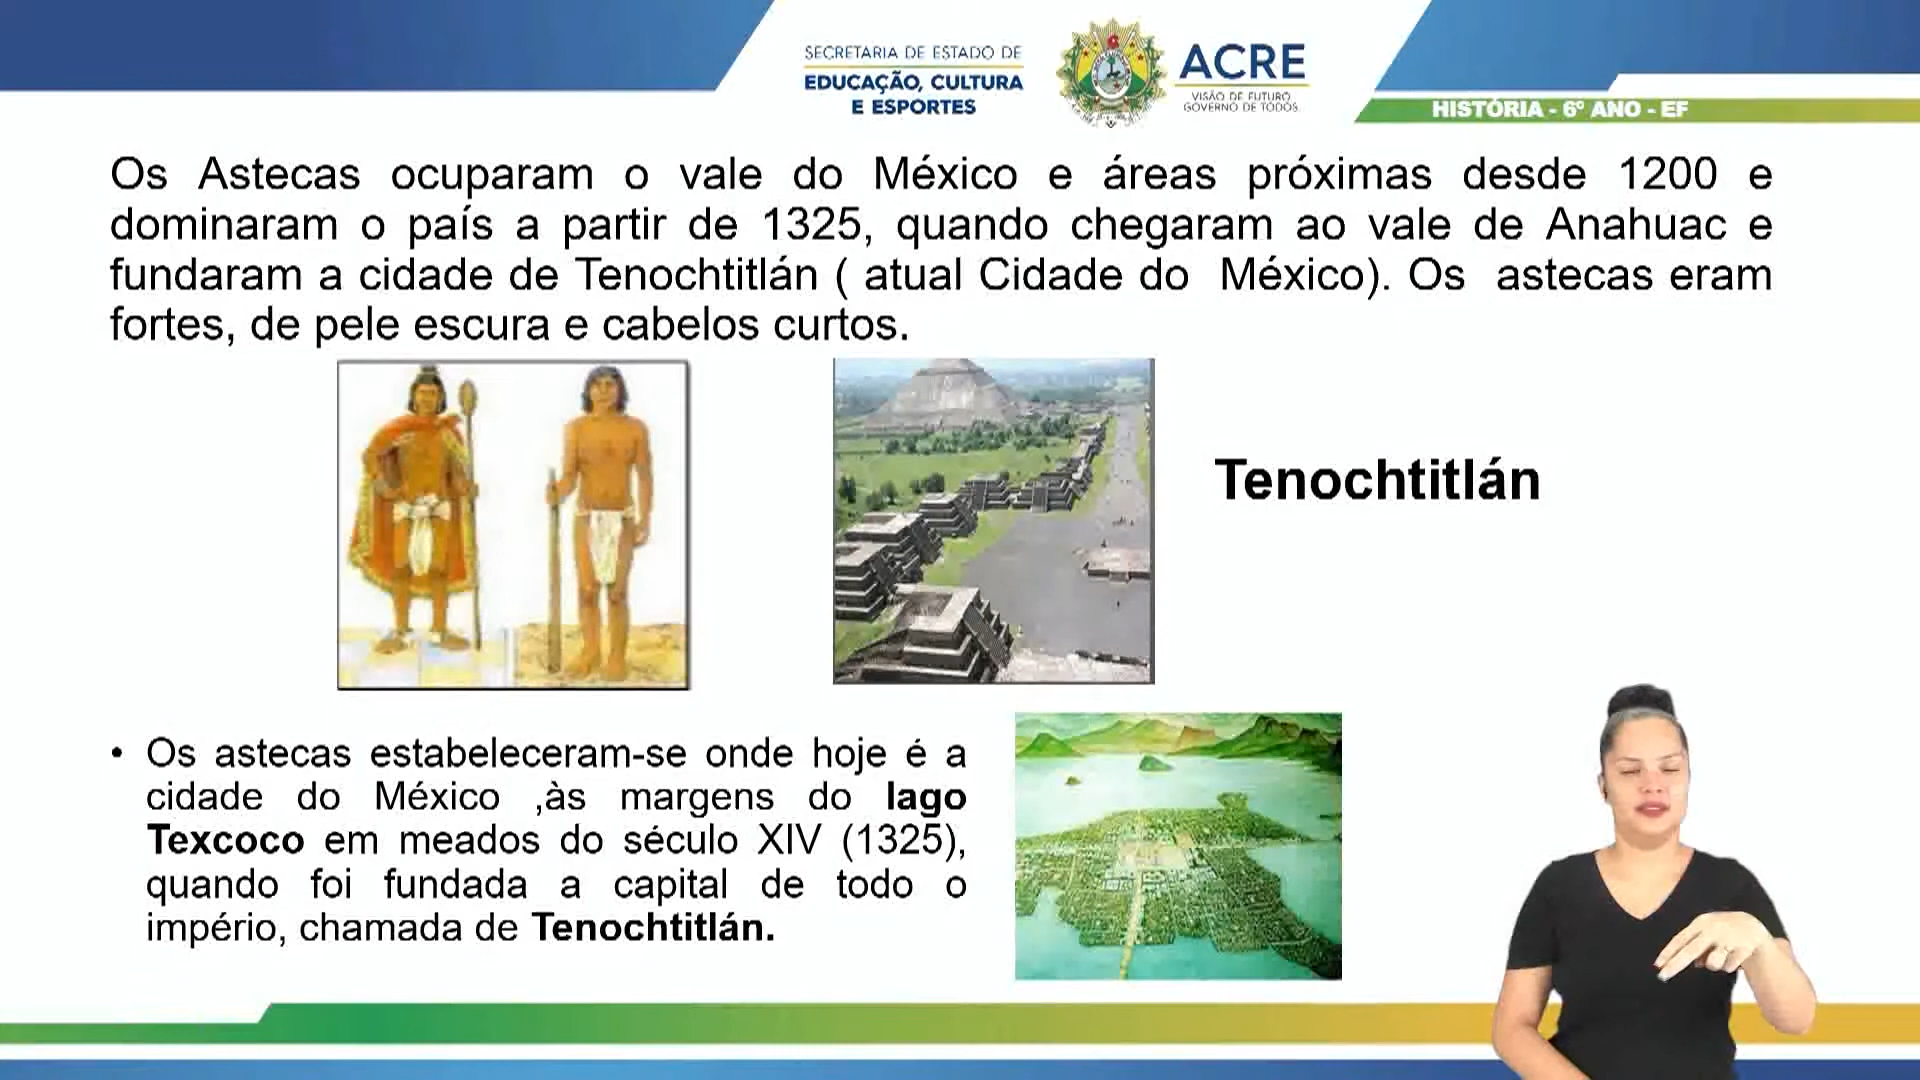 SECRETARIA DE ESTADO DE
EDUCAÇÃO, CULTURA
E ESPORTES
ACRE
VISÃO DE FUTURO
GOVERNO DE TODOS
HISTÓRIA - 6º ANO - EF
Os Astecas ocuparam o vale do México e áreas próximas desde 1200 e
dominaram o país a partir de 1325, quando chegaram ao vale de Anahuac e
fundaram a cidade de Tenochtitlán ( atual Cidade do México). Os astecas eram
fortes, de pele escura e cabelos curtos.
Tenochtitlán
• Os astecas estabeleceram-se onde hoje é a
cidade do México ,às margens do lago
Texcoco em meados do século XIV (1325),
quando foi fundada a capital de todo o
império, chamada de Tenochtitlán.